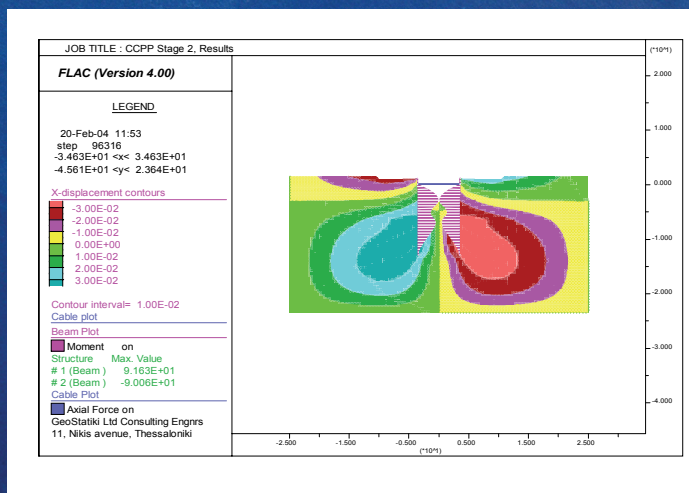 JOB TITLE : CCPP Stage 2, Results
FLAC (Version 4.00)
LEGEND
20-Feb-04 11:53
step 96316
-3.463E+01 <x< 3.463E+01
-4.561E+01 <y< 2.364E+01
X-displacement contours
-3.00E-02
-2.00E-02
-1.00E-02
0.00E+00
1.00E-02
2.00E-02
3.00E-02
Contour interval= 1.00E-02
Cable plot
Beam Plot
Moment on
Structure Max. Value
# 1 (Beam ) 9.163E+01
# 2 (Beam ) -9.006E+01
Cable Plot
Axial Force on
GeoStatiki Ltd Consulting Engnrs
11, Nikis avenue, Thessaloniki
(*10^1)
2.000
1.000
0.000
-1.000
-2.000
-3.000
-4.000
-2.500 -1.500 -0.500 0.500 1.500 2.500
(*10^1)